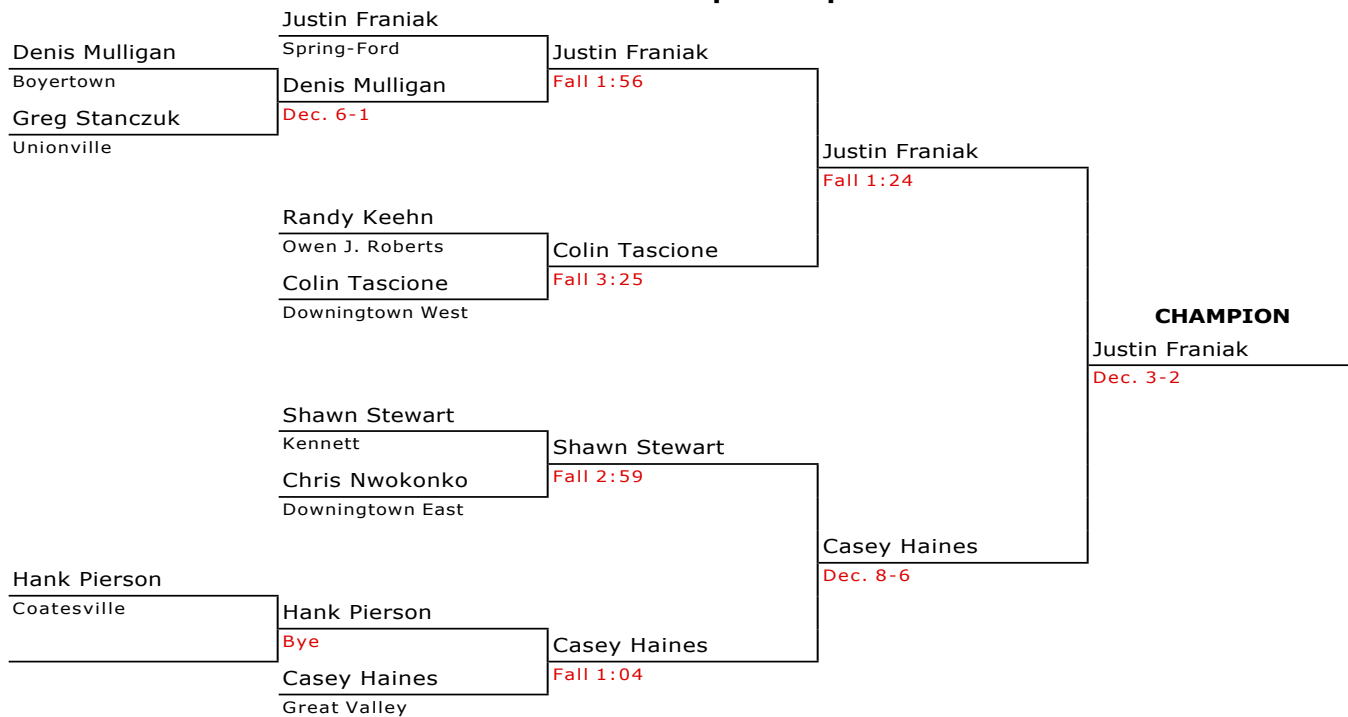 Justin Franiak
Denis Mulligan
Spring-Ford
Justin Franiak
Boyertown
Denis Mulligan
Fall 1:56
Greg Stanczuk
Dec. 6-1
Unionville
Justin Franiak
Fall 1:24
Randy Keehn
Owen J. Roberts
Colin Tascione
Colin Tascione
Fall 3:25
Downingtown West
CHAMPION
Justin Franiak
Dec. 3-2
Shawn Stewart
Kennett
Shawn Stewart
Chris Nwokonko
Fall 2:59
Downingtown East
Casey Haines
Dec. 8-6
Hank Pierson
Coatesville
Hank Pierson
Bye
Casey Haines
Casey Haines
Fall 1:04
Great Valley